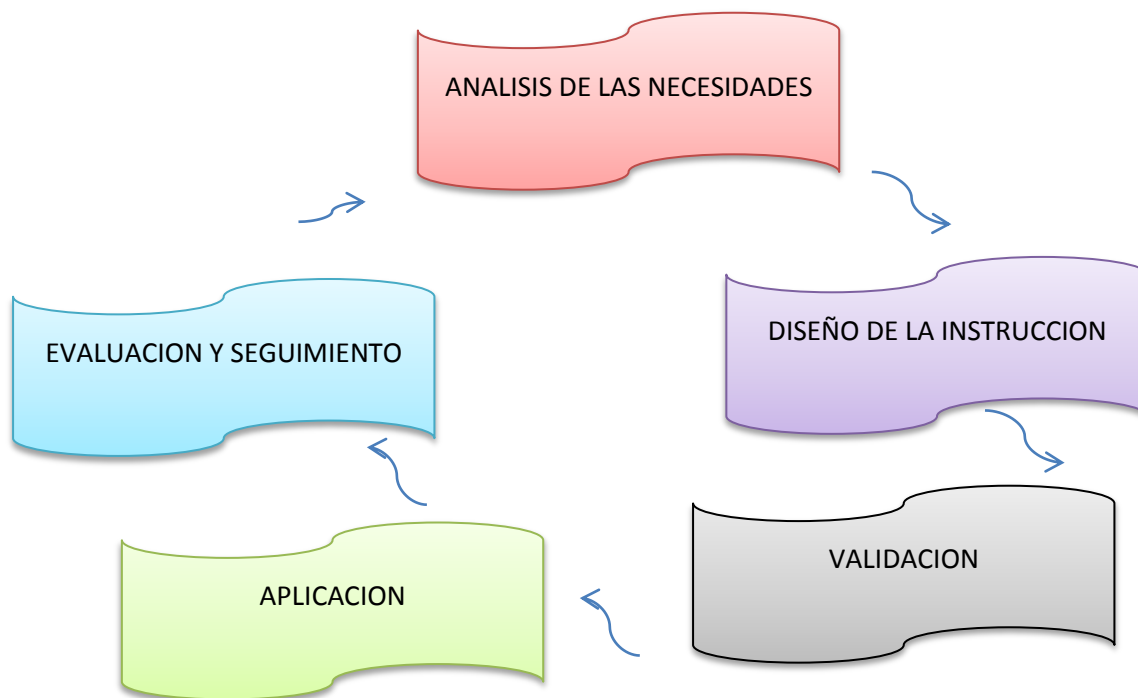 ANALISIS DE LAS NECESIDADES
DISEÑO DE LA INSTRUCCION
VALIDACION
APLICACION
EVALUACION Y SEGUIMIENTO